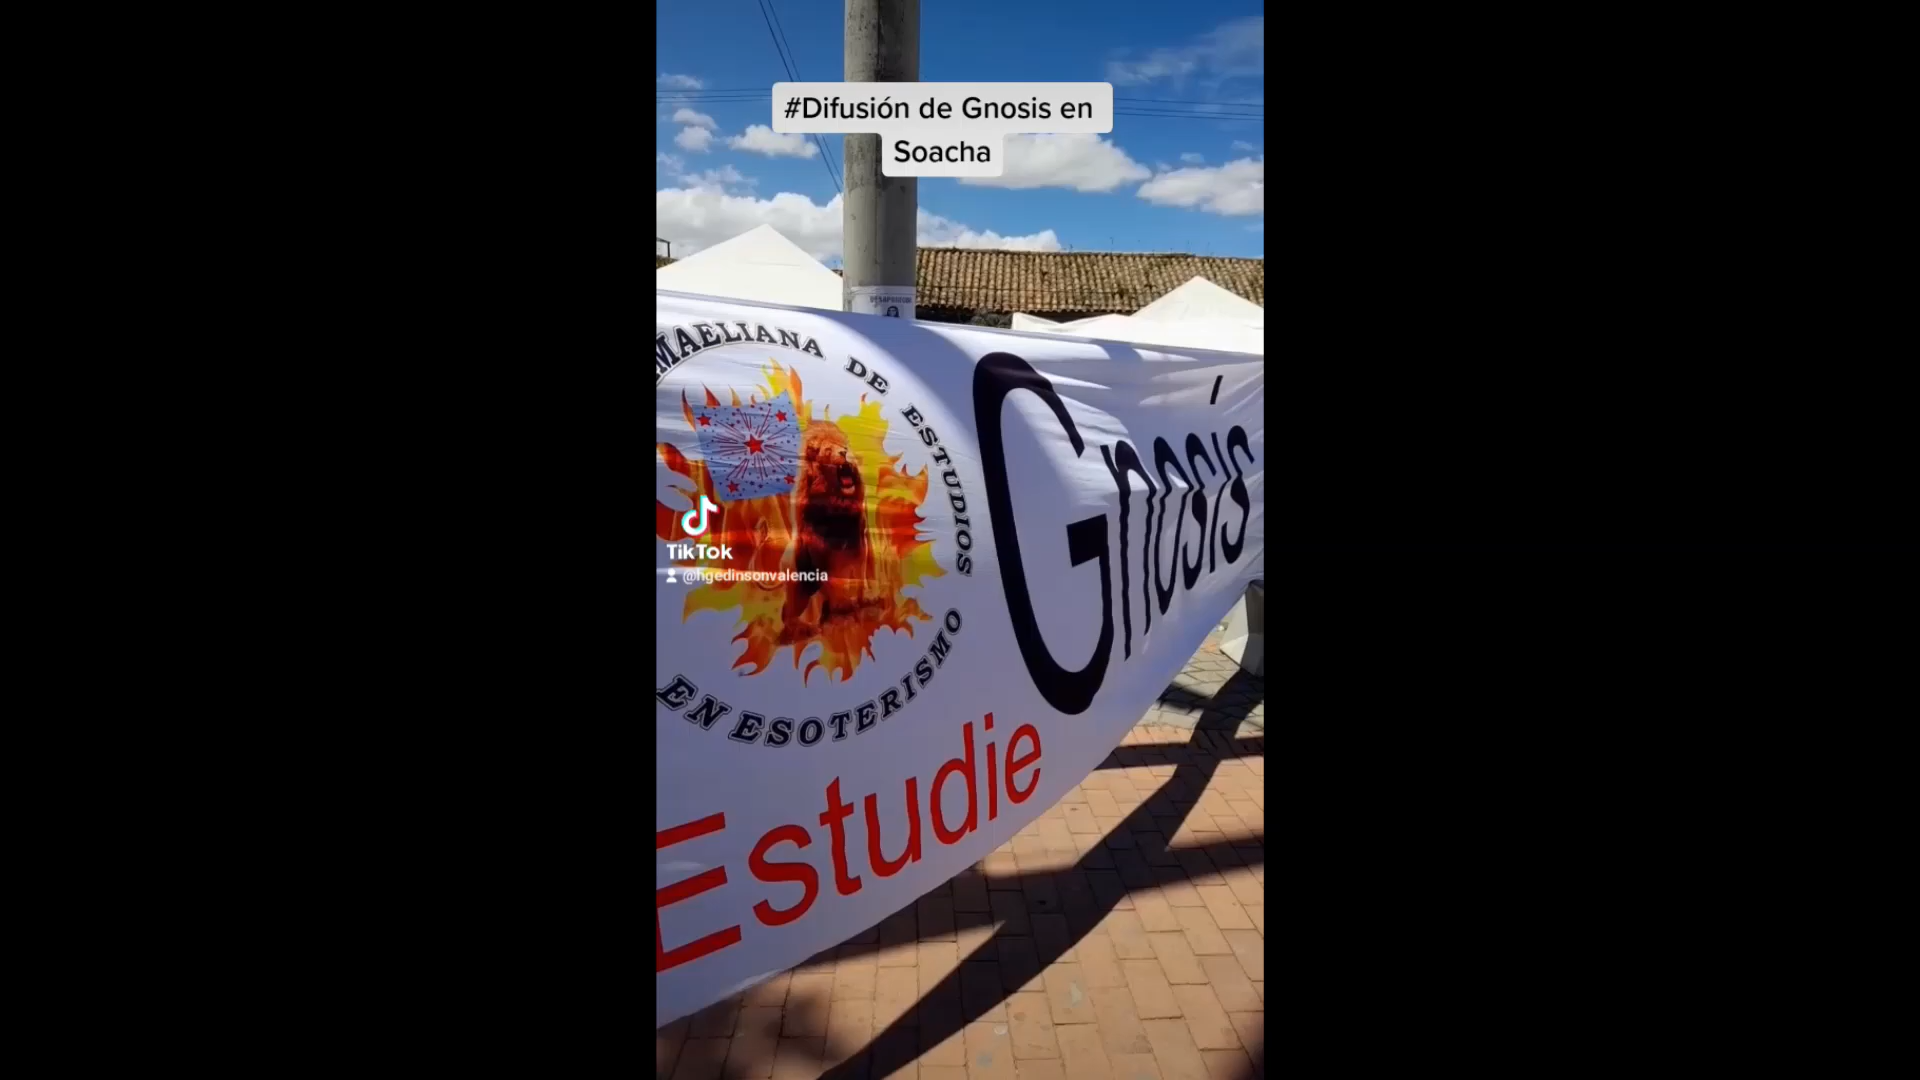 #Difusión de Gnosis en
Soacha
MAELIANA DE ESTUDIOS
EN ESOTERISMO
Gnosis
Estudie
TikTok
@hgedinsonvalencia